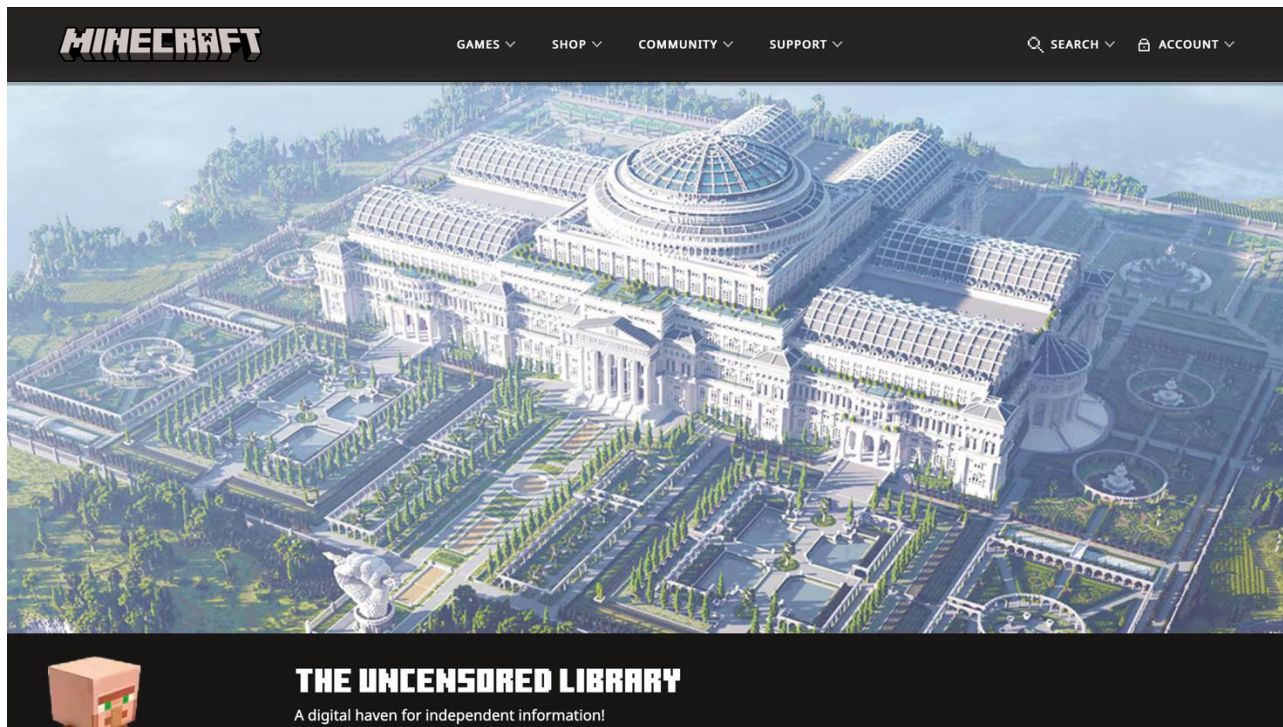 MINECRAFT
GAMES SHOP COMMUNITY SUPPORT SEARCH ACCOUNT
THE UNCENSORED LIBRARY
A digital haven for independent information!